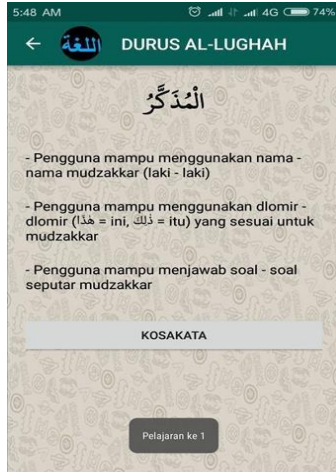 5:48 AM 4G 74%
اللغة DURUS AL-LUGHAH
الْمُذَكَّرُ
- Pengguna mampu menggunakan nama -
nama mudzakkar (laki - laki)
- Pengguna mampu menggunakan dlomir -
dlomir (هٰذَا = ini, ذٰلِكَ = itu) yang sesuai untuk
mudzakkar
- Pengguna mampu menjawab soal - soal
seputar mudzakkar
KOSAKATA
Pelajaran ke 1